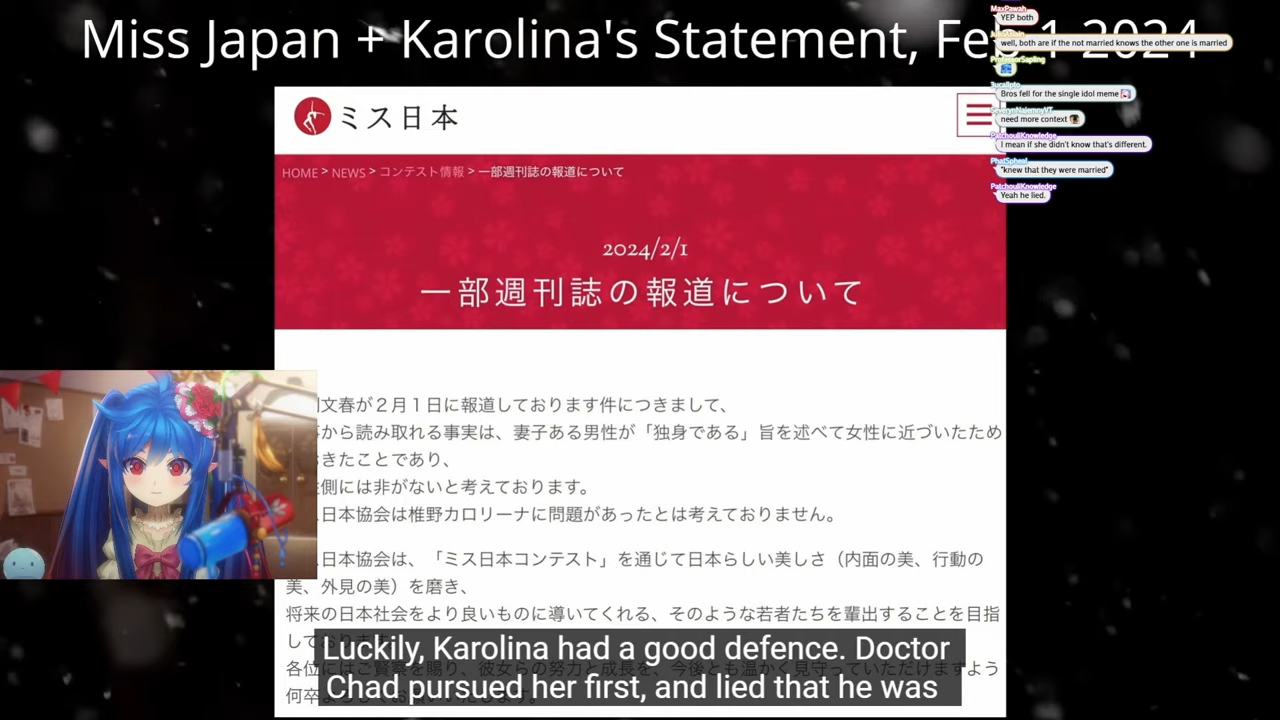 Miss Japan + Karolina's Statement, Feb 1 2024
ミス日本
HOME > NEWS > コンテスト情報 > 一部週刊誌の報道について
2024/2/1
一部週刊誌の報道について
文春が２月１日に報道しております件につきまして、
から読み取れる事実は、妻子ある男性が「独身である」旨を述べて女性に近づいたため
きたことであり、
側には非がないと考えております。
日本協会は椎野カロリーナに問題があったとは考えておりません。
日本協会は、「ミス日本コンテスト」を通じて日本らしい美しさ（内面の美、行動の
美、外見の美）を磨き、
将来の日本社会をより良いものに導いてくれる、そのような若者たちを輩出することを目指
して
各位にはご賢察を賜り、彼女らの努力と成長を、今後とも温かく見守っていただけますよう
何卒
Luckily, Karolina had a good defence. Doctor
Chad pursued her first, and lied that he was
MaxPawah
YEP both
well, both are if the not married knows the other one is married
ProfessorSapling
Bros fell for the single idol meme
need more context
PatchouliKnowledge
I mean if she didn't know that's different.
PhatSphea!
"knew that they were married"
PatchouliKnowledge
Yeah he lied.